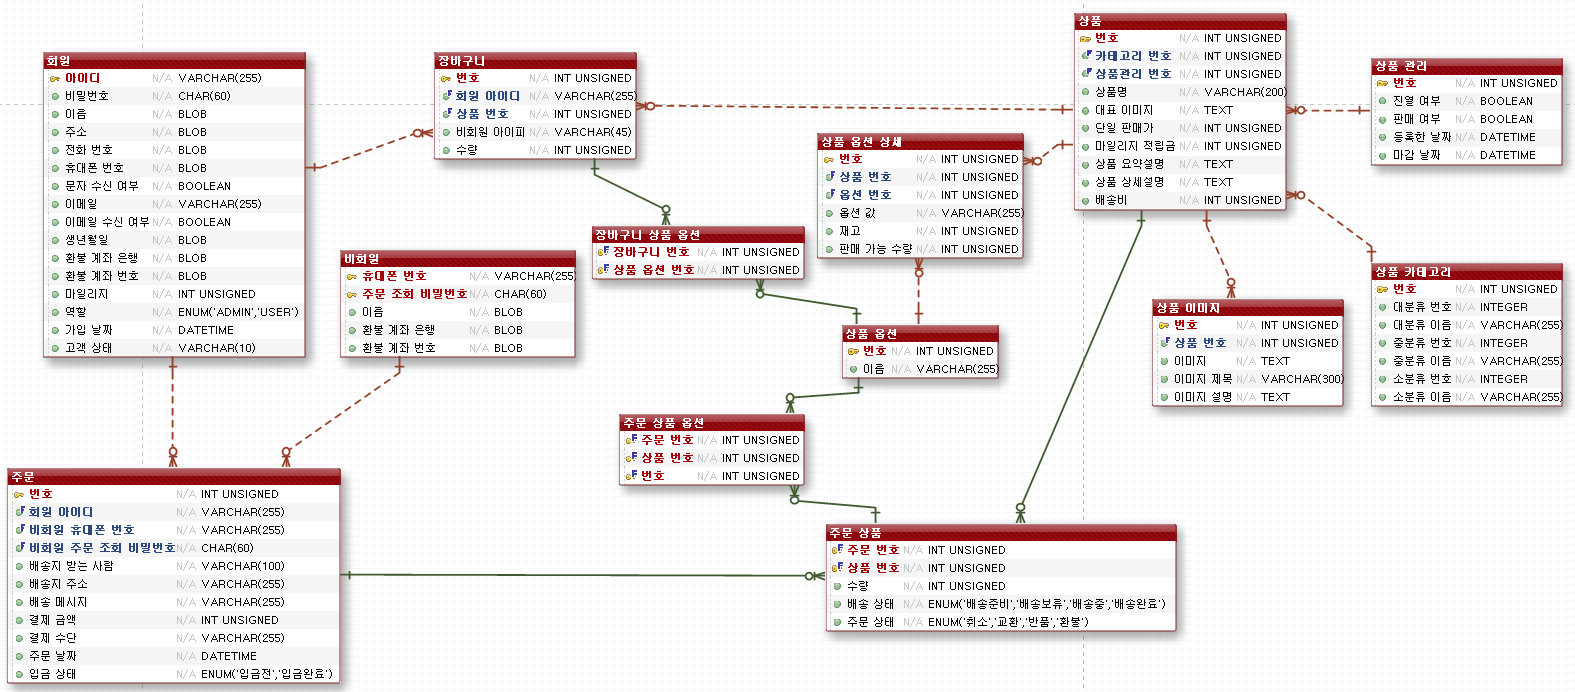 회원
아이디 N/A VARCHAR(255)
비밀번호 N/A CHAR(60)
이름 N/A BLOB
주소 N/A BLOB
전화 번호 N/A BLOB
휴대폰 번호 N/A BLOB
문자 수신 여부 N/A BOOLEAN
이메일 N/A VARCHAR(255)
이메일 수신 여부 N/A BOOLEAN
생년월일 N/A BLOB
환불 계좌 은행 N/A BLOB
환불 계좌 번호 N/A BLOB
마일리지 N/A INT UNSIGNED
역할 N/A ENUM('ADMIN','USER')
가입 날짜 N/A DATETIME
고객 상태 N/A VARCHAR(10)
장바구니
번호 N/A INT UNSIGNED
회원 아이디 N/A VARCHAR(255)
상품 번호 N/A INT UNSIGNED
비회원 아이피 N/A VARCHAR(45)
수량 N/A INT UNSIGNED
상품
번호 N/A INT UNSIGNED
카테고리 번호 N/A INT UNSIGNED
상품관리 번호 N/A INT UNSIGNED
상품명 N/A VARCHAR(200)
대표 이미지 N/A TEXT
단일 판매가 N/A INT UNSIGNED
마일리지 적립금 N/A INT UNSIGNED
상품 요약설명 N/A TEXT
상품 상세설명 N/A TEXT
배송비 N/A INT UNSIGNED
상품 관리
번호 N/A INT UNSIGNED
진열 여부 N/A BOOLEAN
판매 여부 N/A BOOLEAN
등록한 날짜 N/A DATETIME
마감 날짜 N/A DATETIME
상품 옵션 상세
번호 N/A INT UNSIGNED
상품 번호 N/A INT UNSIGNED
옵션 번호 N/A INT UNSIGNED
옵션 값 N/A VARCHAR(255)
재고 N/A INT UNSIGNED
판매 가능 수량 N/A INT UNSIGNED
장바구니 상품 옵션
장바구니 번호 N/A INT UNSIGNED
상품 옵션 번호 N/A INT UNSIGNED
비회원
휴대폰 번호 N/A VARCHAR(255)
주문 조회 비밀번호 N/A CHAR(60)
이름 N/A BLOB
환불 계좌 은행 N/A BLOB
환불 계좌 번호 N/A BLOB
상품 카테고리
번호 N/A INT UNSIGNED
대분류 번호 N/A INTEGER
대분류 이름 N/A VARCHAR(255)
중분류 번호 N/A INTEGER
중분류 이름 N/A VARCHAR(255)
소분류 번호 N/A INTEGER
소분류 이름 N/A VARCHAR(255)
상품 이미지
번호 N/A INT UNSIGNED
상품 번호 N/A INT UNSIGNED
이미지 N/A TEXT
이미지 제목 N/A VARCHAR(300)
이미지 설명 N/A TEXT
상품 옵션
번호 N/A INT UNSIGNED
이름 N/A VARCHAR(255)
주문 상품 옵션
주문 번호 N/A INT UNSIGNED
상품 번호 N/A INT UNSIGNED
번호 N/A INT UNSIGNED
주문
번호 N/A INT UNSIGNED
회원 아이디 N/A VARCHAR(255)
비회원 휴대폰 번호 N/A VARCHAR(255)
비회원 주문 조회 비밀번호 N/A CHAR(60)
배송지 받는 사람 N/A VARCHAR(100)
배송지 주소 N/A VARCHAR(255)
배송 메시지 N/A VARCHAR(255)
결제 금액 N/A INT UNSIGNED
결제 수단 N/A VARCHAR(255)
주문 날짜 N/A DATETIME
입금 상태 N/A ENUM('입금전','입금완료')
주문 상품
주문 번호 N/A INT UNSIGNED
상품 번호 N/A INT UNSIGNED
수량 N/A INT UNSIGNED
배송 상태 N/A ENUM('배송준비','배송보류','배송중','배송완료')
주문 상태 N/A ENUM('취소','교환','반품','환불')